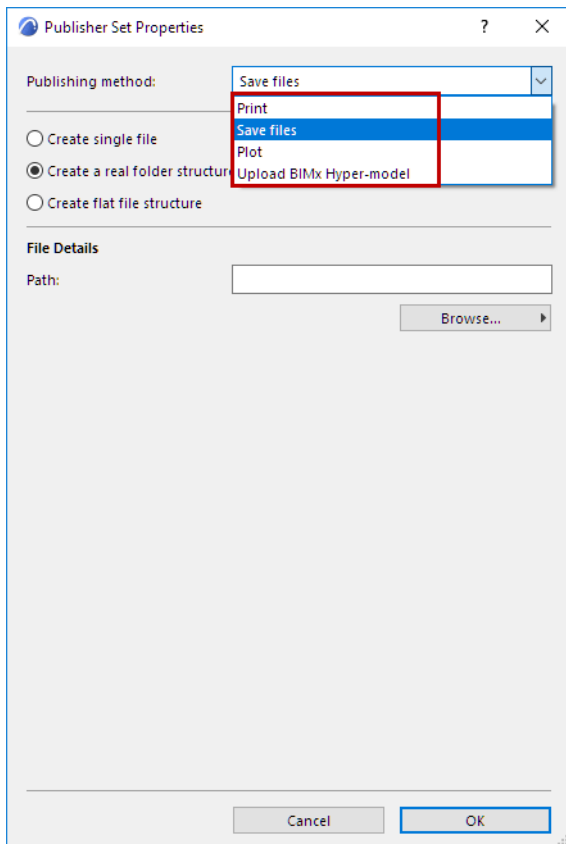 Publisher Set Properties ?
Publishing method: Save files
Print
Save files
Plot
Upload BIMx Hyper-model
Create single file
Create a real folder structur
Create flat file structure
File Details
Path:
Browse...
Cancel OK